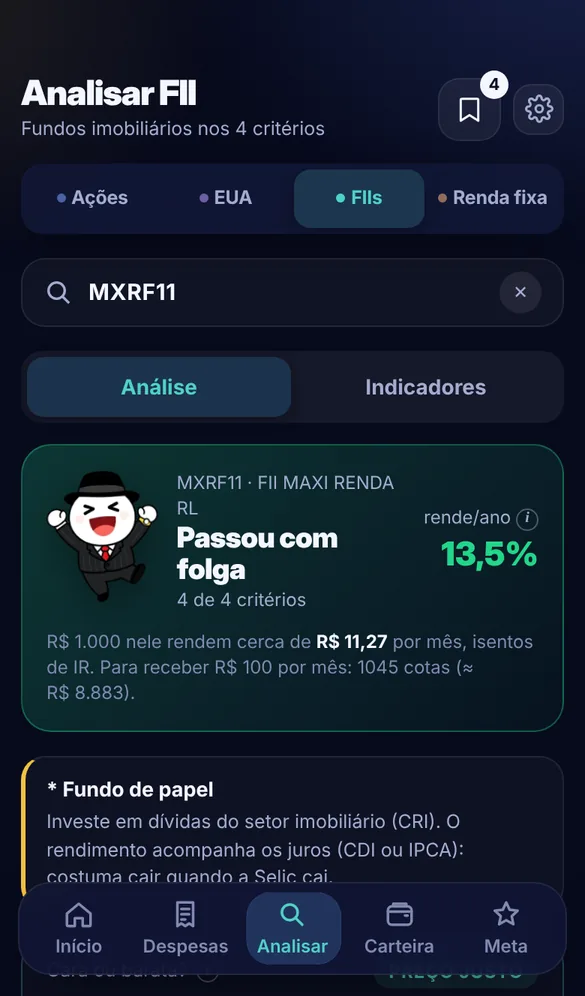 Analisar FII
Fundos imobiliários nos 4 critérios
4
Ações
EUA
FIIs
Renda fixa
MXRF11
Análise
Indicadores
MXRF11 · FII MAXI RENDA
RL
Passou com
folga
4 de 4 critérios
rende/ano i
13,5%
R$ 1.000 nele rendem cerca de R$ 11,27 por mês, isentos
de IR. Para receber R$ 100 por mês: 1045 cotas (≈
R$ 8.883).
* Fundo de papel
Investe em dívidas do setor imobiliário (CRI). O
rendimento acompanha os juros (CDI ou IPCA):
costuma cair quando a Selic cai.
Início
Despesas
Analisar
Carteira
Meta
PREÇO JUSTO